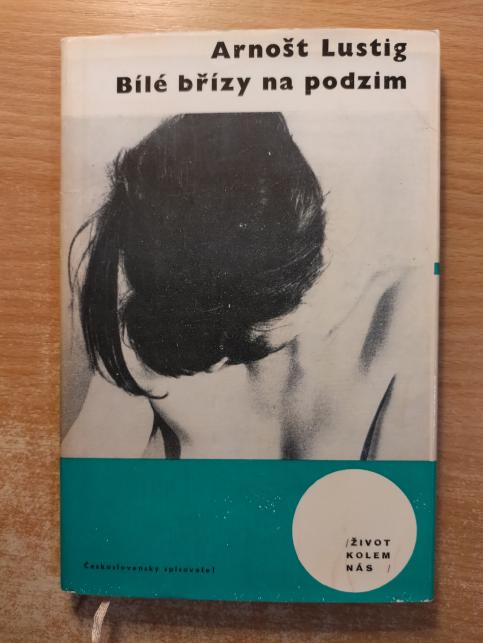 Arnošt Lustig
Bílé břízy na podzim
/ŽIVOT
KOLEM
NÁS /
Československý spisovatel